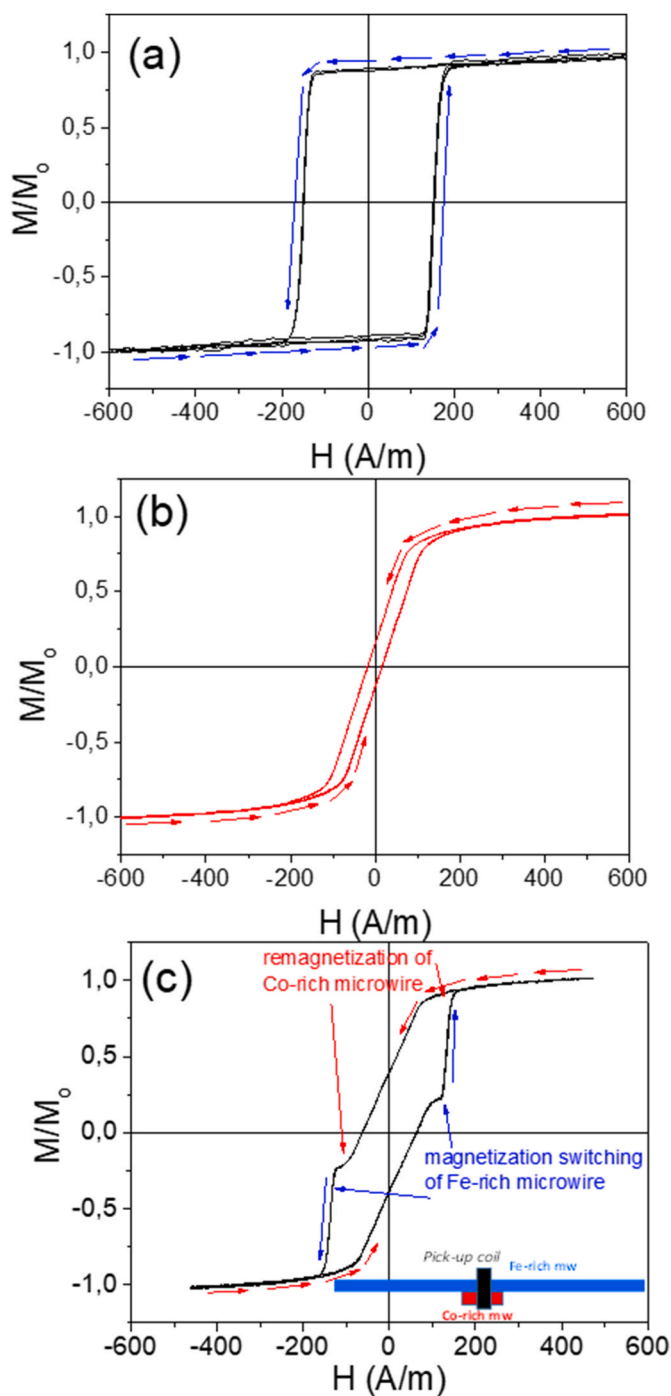 (a)
1,0
0,5
0,0
-0,5
-1,0
M/Mo
-600 -400 -200 0 200 400 600
H (A/m)
(b)
1,0
0,5
0,0
-0,5
-1,0
M/Mo
-600 -400 -200 0 200 400 600
H (A/m)
(c)
remagnetization of
Co-rich microwire
1,0
0,5
0,0
-0,5
-1,0
M/Mo
magnetization switching
of Fe-rich microwire
Pick-up coil
Fe-rich mw
Co-rich mw
-600 -400 -200 0 200 400 600
H (A/m)